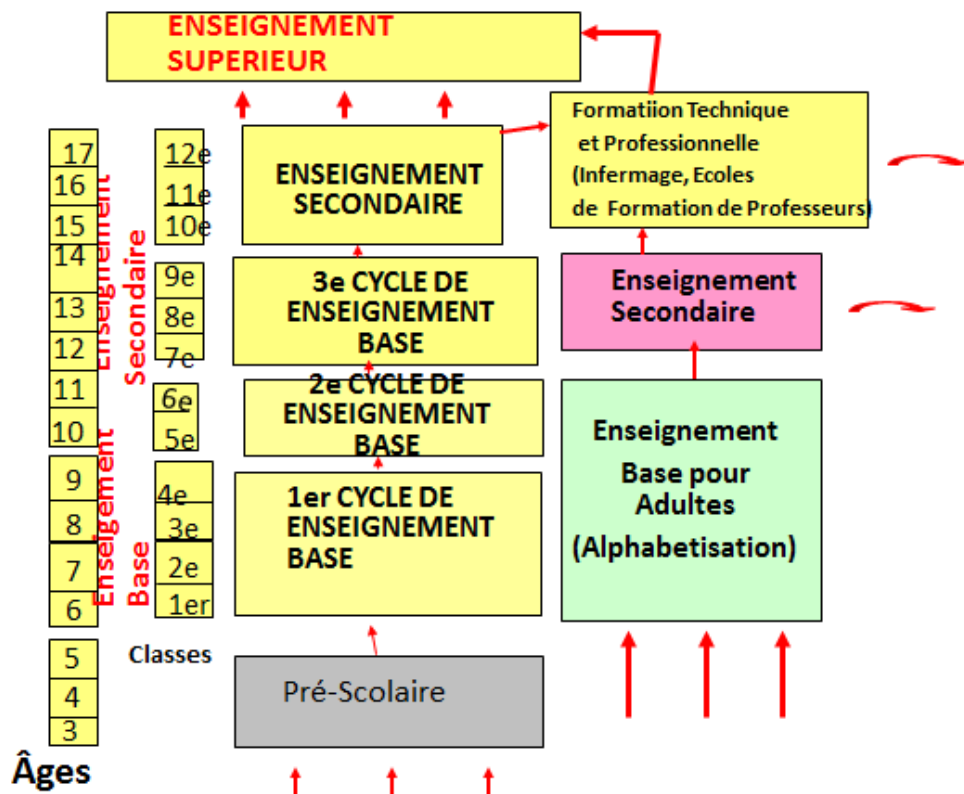 ENSEIGNEMENT
SUPERIEUR
Formatiion Technique
et Professionnelle
(Infermage, Ecoles
de Formation de Professeurs)
17
16
15
14
13
12
11
10
9
8
7
6
5
4
3
Âges
Enseignement
Secondaire
Enseigement
Base
12e
11e
10e
9e
8e
7e
6e
5e
4e
3e
2e
1er
Classes
ENSEIGNEMENT
SECONDAIRE
3e CYCLE DE
ENSEIGNEMENT
BASE
2e CYCLE DE
ENSEIGNEMENT
BASE
1er CYCLE DE
ENSEIGNEMENT
BASE
Pré-Scolaire
Enseignement
Secondaire
Enseignement
Base pour
Adultes
(Alphabetisation)